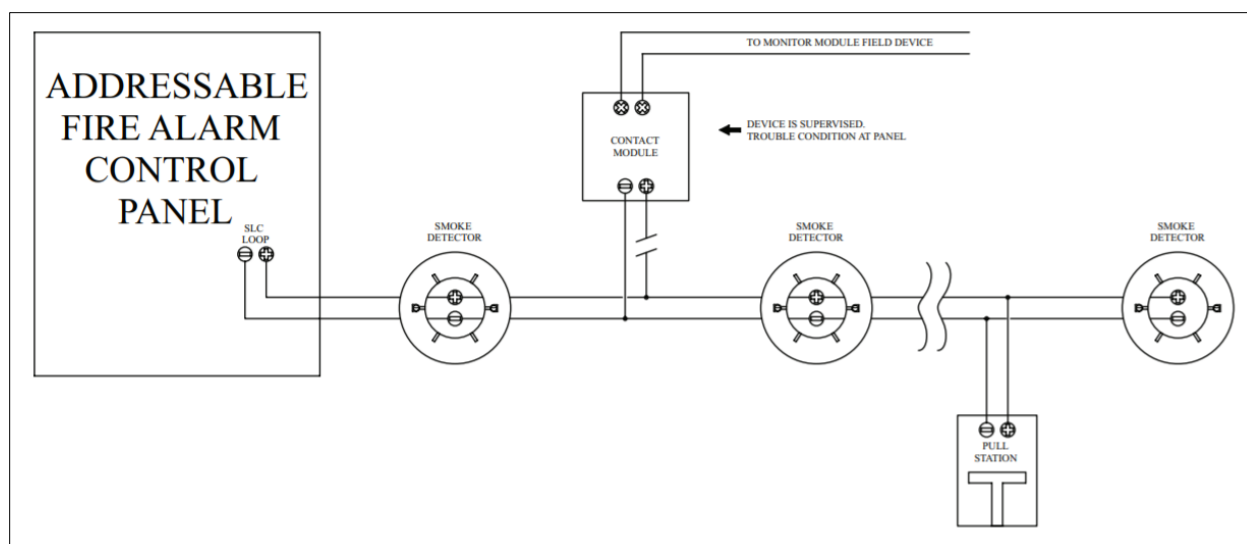 ADDRESSABLE
FIRE ALARM
CONTROL
PANEL
SLC
LOOP
TO MONITOR MODULE FIELD DEVICE
CONTACT
MODULE
DEVICE IS SUPERVISED.
TROUBLE CONDITION AT PANEL
SMOKE
DETECTOR
SMOKE
DETECTOR
SMOKE
DETECTOR
PULL
STATION